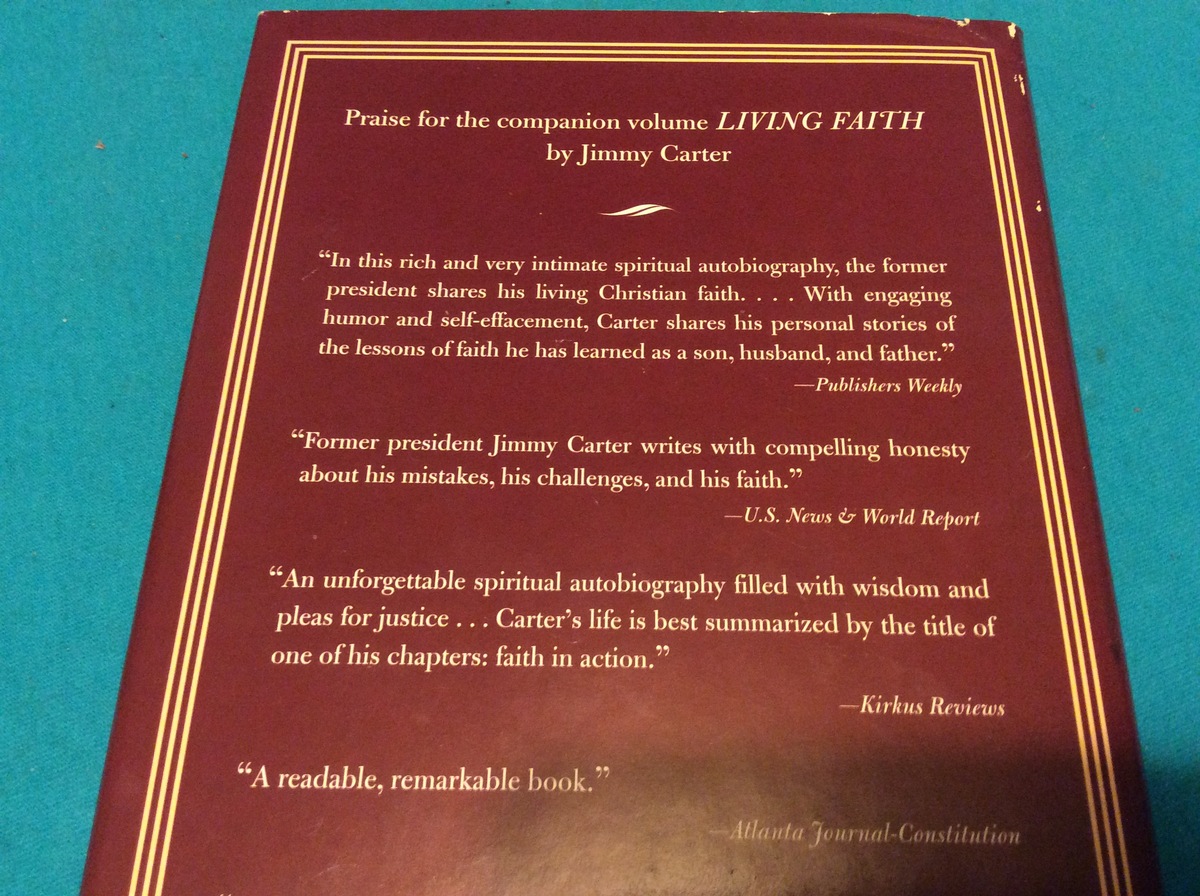 Praise for the companion volume LIVING FAITH
by Jimmy Carter
“In this rich and very intimate spiritual autobiography, the former
president shares his living Christian faith. . . . With engaging
humor and self-effacement, Carter shares his personal stories of
the lessons of faith he has learned as a son, husband, and father.”
—Publishers Weekly
“Former president Jimmy Carter writes with compelling honesty
about his mistakes, his challenges, and his faith.”
—U.S. News & World Report
“An unforgettable spiritual autobiography filled with wisdom and
pleas for justice . . . Carter’s life is best summarized by the title of
one of his chapters: faith in action.”
—Kirkus Reviews
“A readable, remarkable book.”
—Atlanta Journal-Constitution